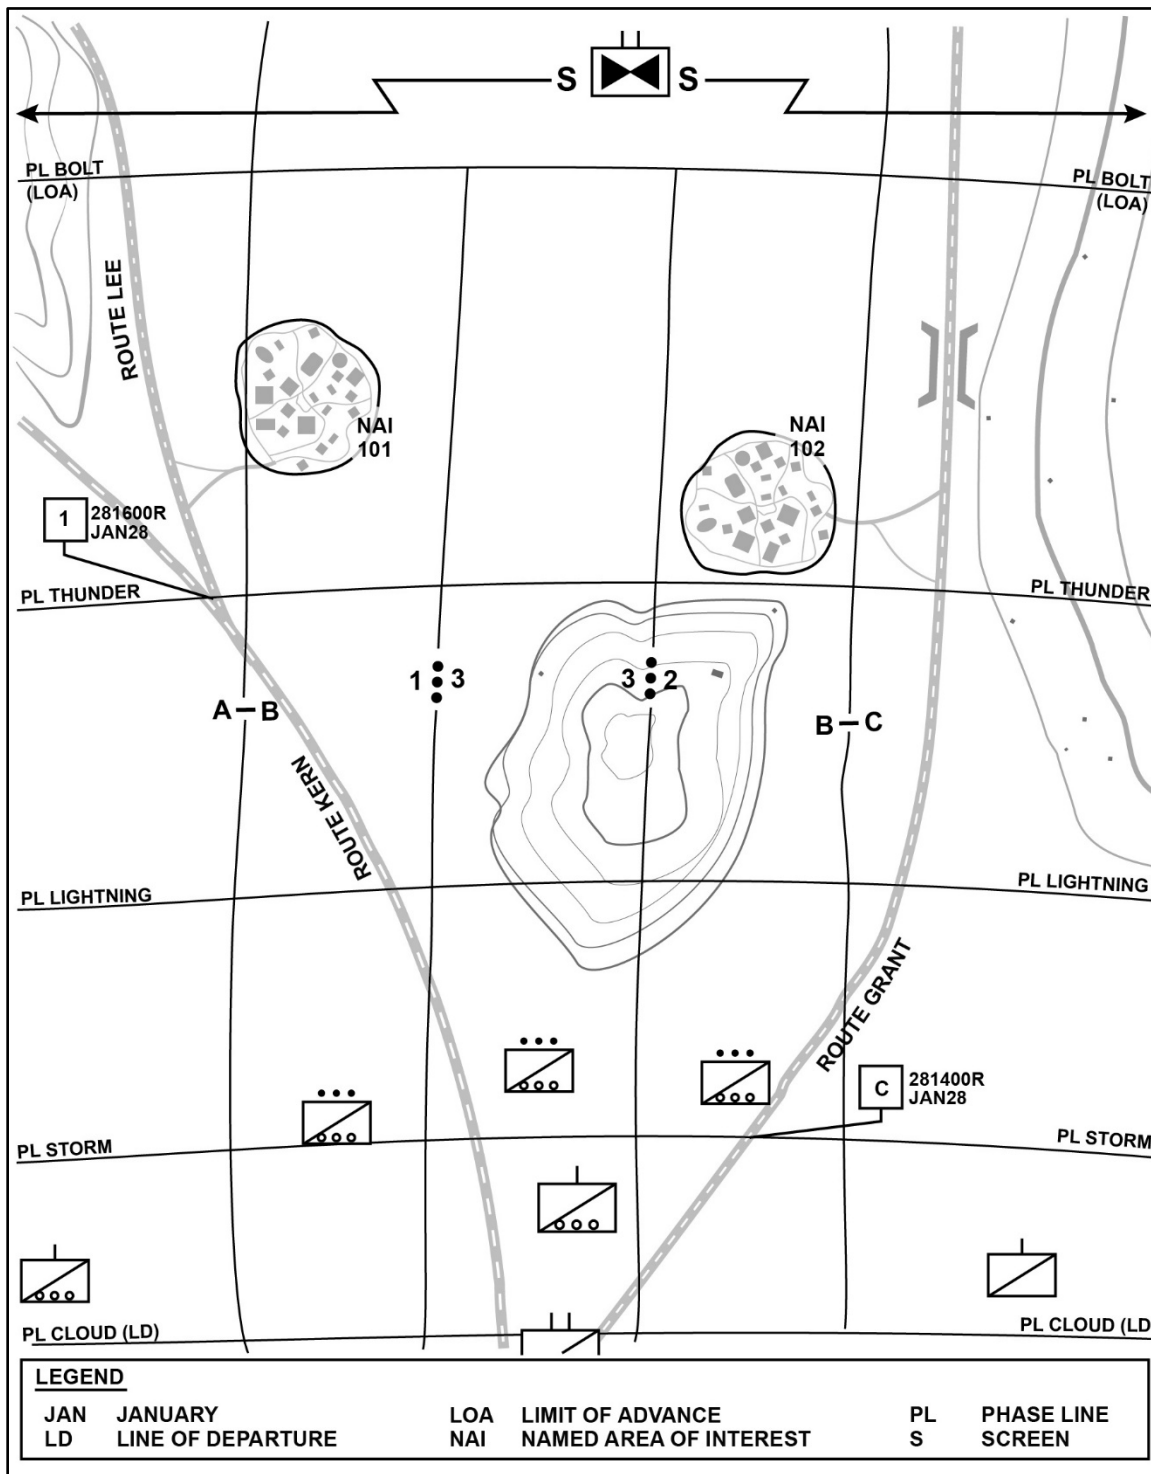 S S
PL BOLT
(LOA)
PL BOLT
(LOA)
ROUTE LEE
NAI
101
NAI
102
1
281600R
JAN28
PL THUNDER
PL THUNDER
1 3
3 2
A B
B C
ROUTE KERN
PL LIGHTNING
PL LIGHTNING
ROUTE GRANT
C
281400R
JAN28
PL STORM
PL STORM
PL CLOUD (LD)
PL CLOUD (LD
LEGEND
JAN JANUARY LOA LIMIT OF ADVANCE PL PHASE LINE
LD LINE OF DEPARTURE NAI NAMED AREA OF INTEREST S SCREEN